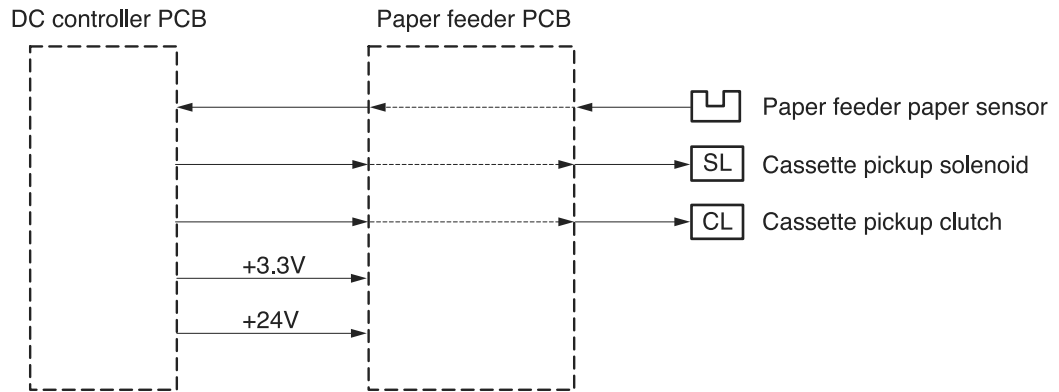 DC controller PCB
Paper feeder PCB
Paper feeder paper sensor
SL Cassette pickup solenoid
CL Cassette pickup clutch
+3.3V
+24V